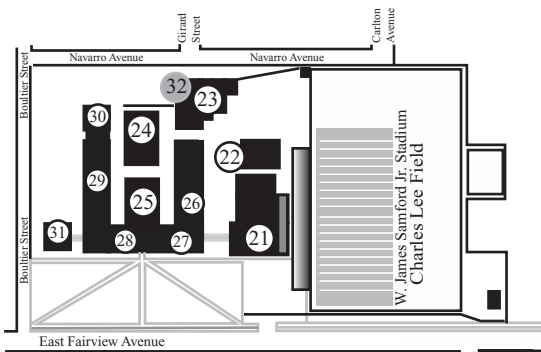 Girard
Street
Carlton
Avenue
Navarro Avenue
Navarro Avenue
Boultier Street
32
23
30
24
22
29
25
26
31
28
27
21
Boultier Street
W. James Samford Jr. Stadium
Charles Lee Field
East Fairview Avenue